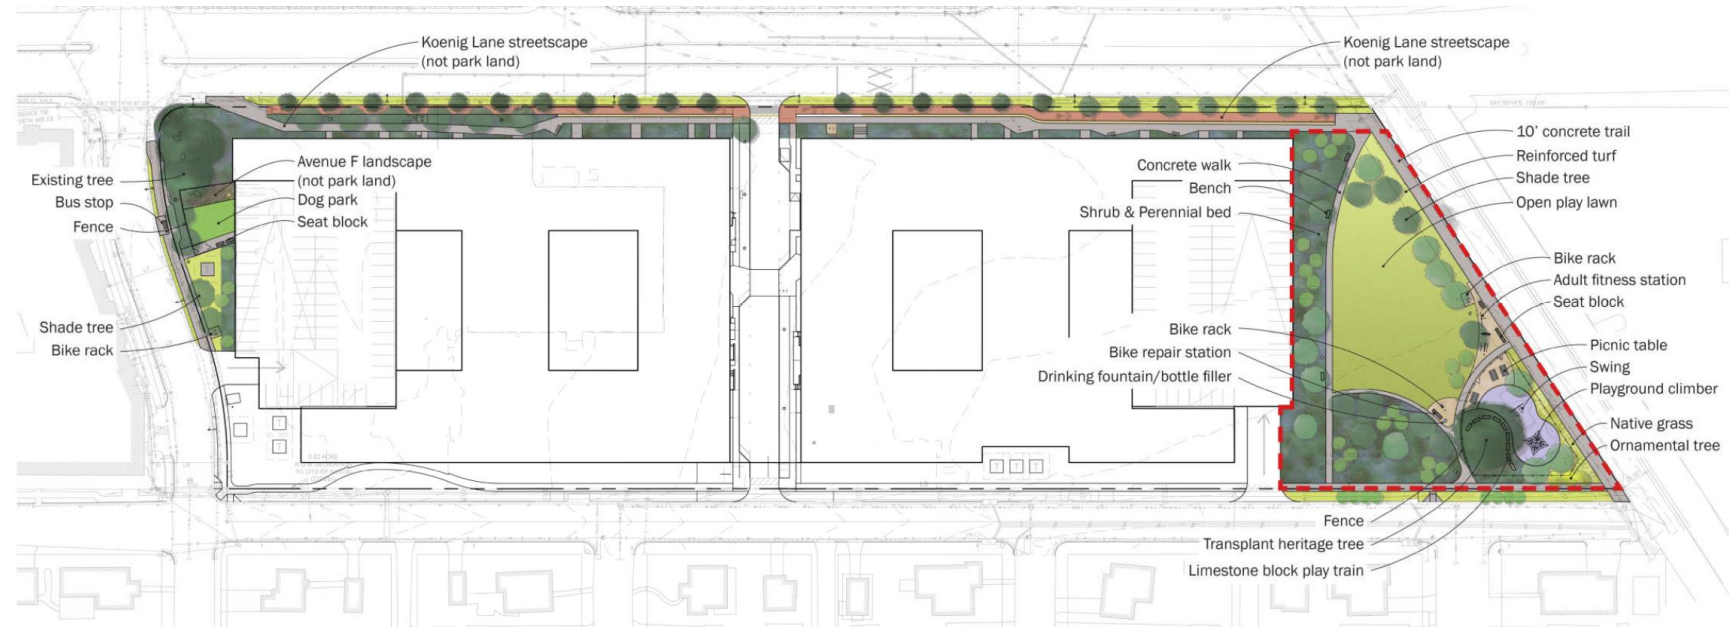 Koenig Lane streetscape
(not park land)
Koenig Lane streetscape
(not park land)
Existing tree
Bus stop
Fence
Avenue F landscape
(not park land)
Dog park
Seat block
Shade tree
Bike rack
Concrete walk
Bench
Shrub & Perennial bed
Bike rack
Bike repair station
Drinking fountain/bottle filler
10' concrete trail
Reinforced turf
Shade tree
Open play lawn
Bike rack
Adult fitness station
Seat block
Picnic table
Swing
Playground climber
Native grass
Ornamental tree
Fence
Transplant heritage tree
Limestone block play train